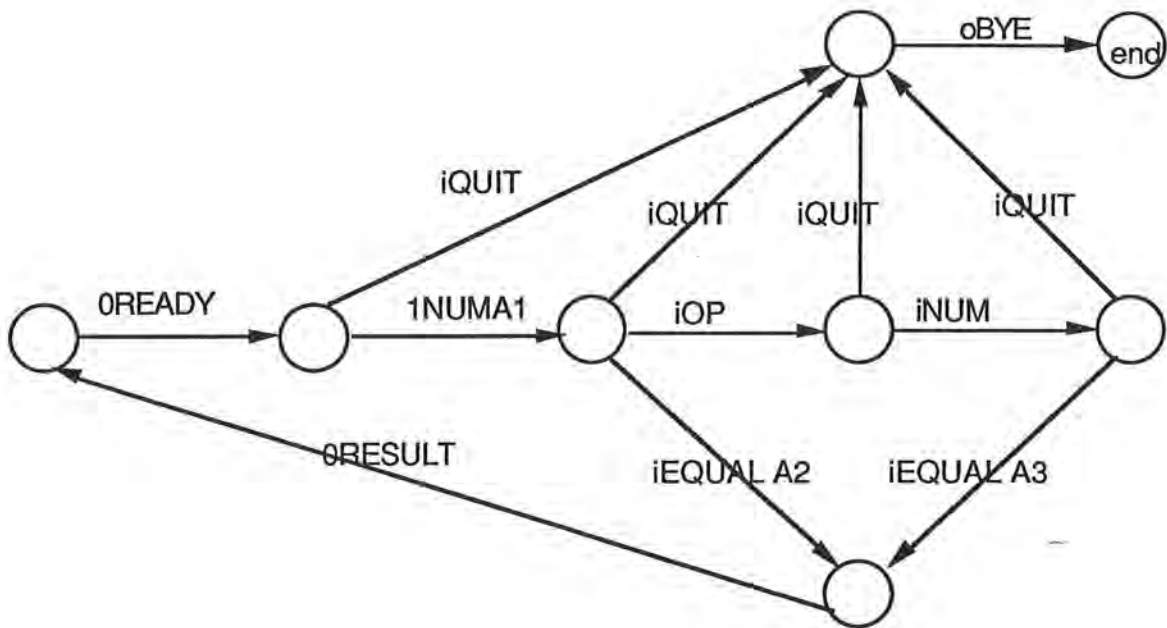 oBYE
end
iQUIT
iQUIT
iQUIT
iQUIT
0READY
1NUMA1
iOP
iNUM
0RESULT
iEQUAL A2
iEQUAL A3